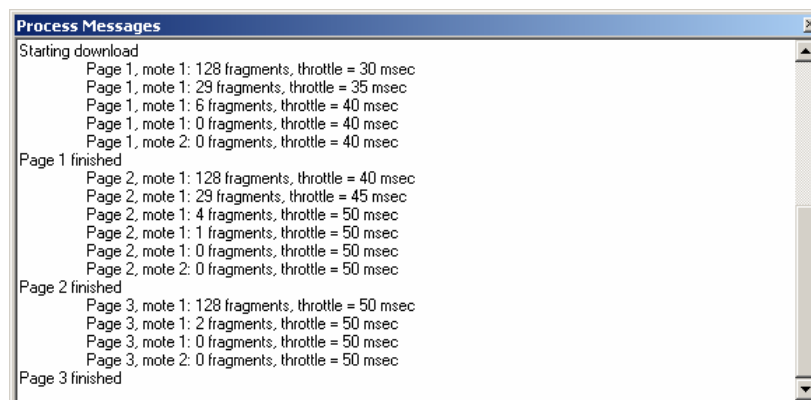 Process Messages
Starting download
Page 1, mote 1: 128 fragments, throttle = 30 msec
Page 1, mote 1: 29 fragments, throttle = 35 msec
Page 1, mote 1: 6 fragments, throttle = 40 msec
Page 1, mote 1: 0 fragments, throttle = 40 msec
Page 1, mote 2: 0 fragments, throttle = 40 msec
Page 1 finished
Page 2, mote 1: 128 fragments, throttle = 40 msec
Page 2, mote 1: 29 fragments, throttle = 45 msec
Page 2, mote 1: 4 fragments, throttle = 50 msec
Page 2, mote 1: 1 fragments, throttle = 50 msec
Page 2, mote 1: 0 fragments, throttle = 50 msec
Page 2, mote 2: 0 fragments, throttle = 50 msec
Page 2 finished
Page 3, mote 1: 128 fragments, throttle = 50 msec
Page 3, mote 1: 2 fragments, throttle = 50 msec
Page 3, mote 1: 0 fragments, throttle = 50 msec
Page 3, mote 2: 0 fragments, throttle = 50 msec
Page 3 finished